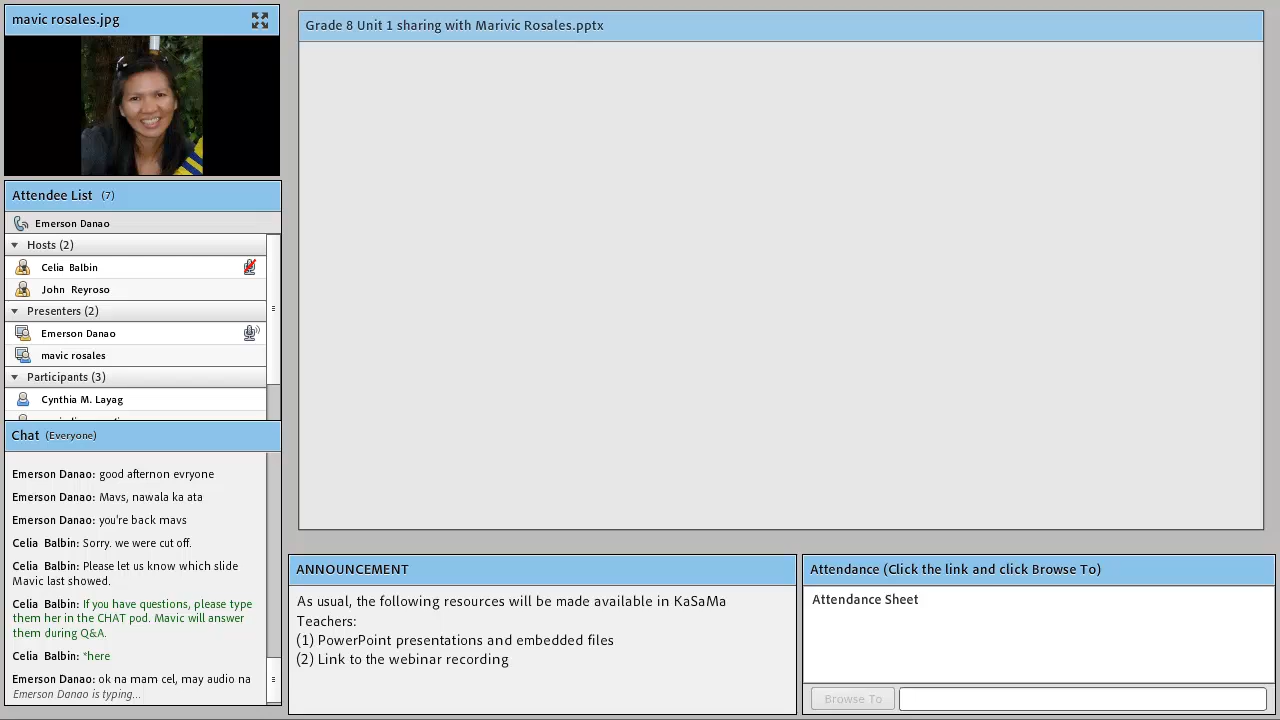 mavic rosales.jpg
Grade 8 Unit 1 sharing with Marivic Rosales.pptx
Attendee List (7)
Emerson Danao
Hosts (2)
Celia Balbin
John Reyroso
Presenters (2)
Emerson Danao
mavic rosales
Participants (3)
Cynthia M. Layag
Chat (Everyone)
Emerson Danao: good afternon evryone
Emerson Danao: Mavs, nawala ka ata
Emerson Danao: you're back mavs
Celia Balbin: Sorry. we were cut off.
Celia Balbin: Please let us know which slide
Mavic last showed.
Celia Balbin: If you have questions, please type
them her in the CHAT pod. Mavic will answer
them during Q&A.
Celia Balbin: *here
Emerson Danao: ok na mam cel, may audio na
Emerson Danao is typing...
ANNOUNCEMENT
As usual, the following resources will be made available in KaSaMa
Teachers:
(1) PowerPoint presentations and embedded files
(2) Link to the webinar recording
Attendance (Click the link and click Browse To)
Attendance Sheet
Browse To